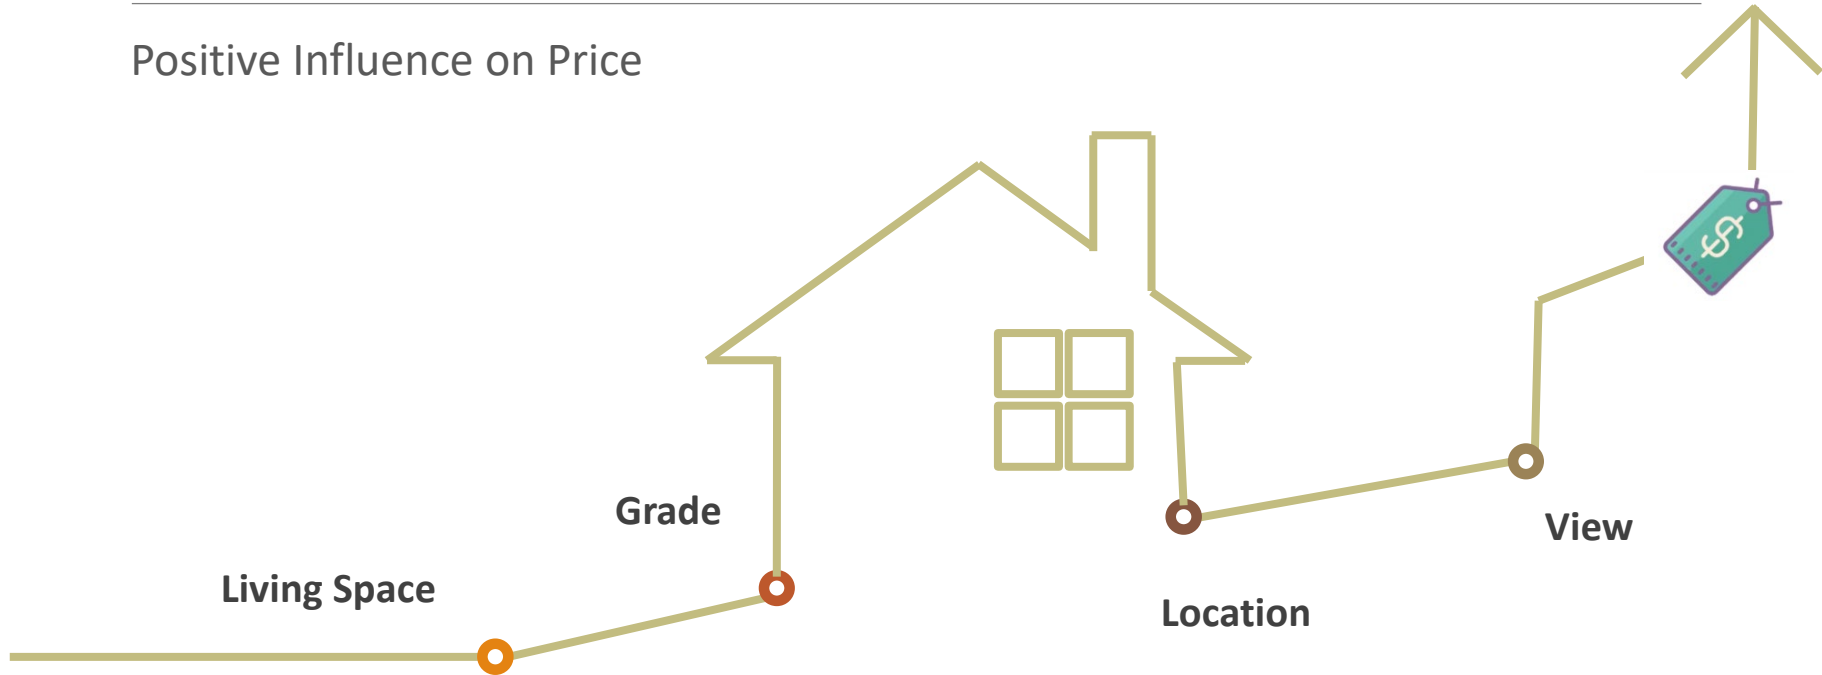 Positive Influence on Price
Grade
View
Living Space
Location
$